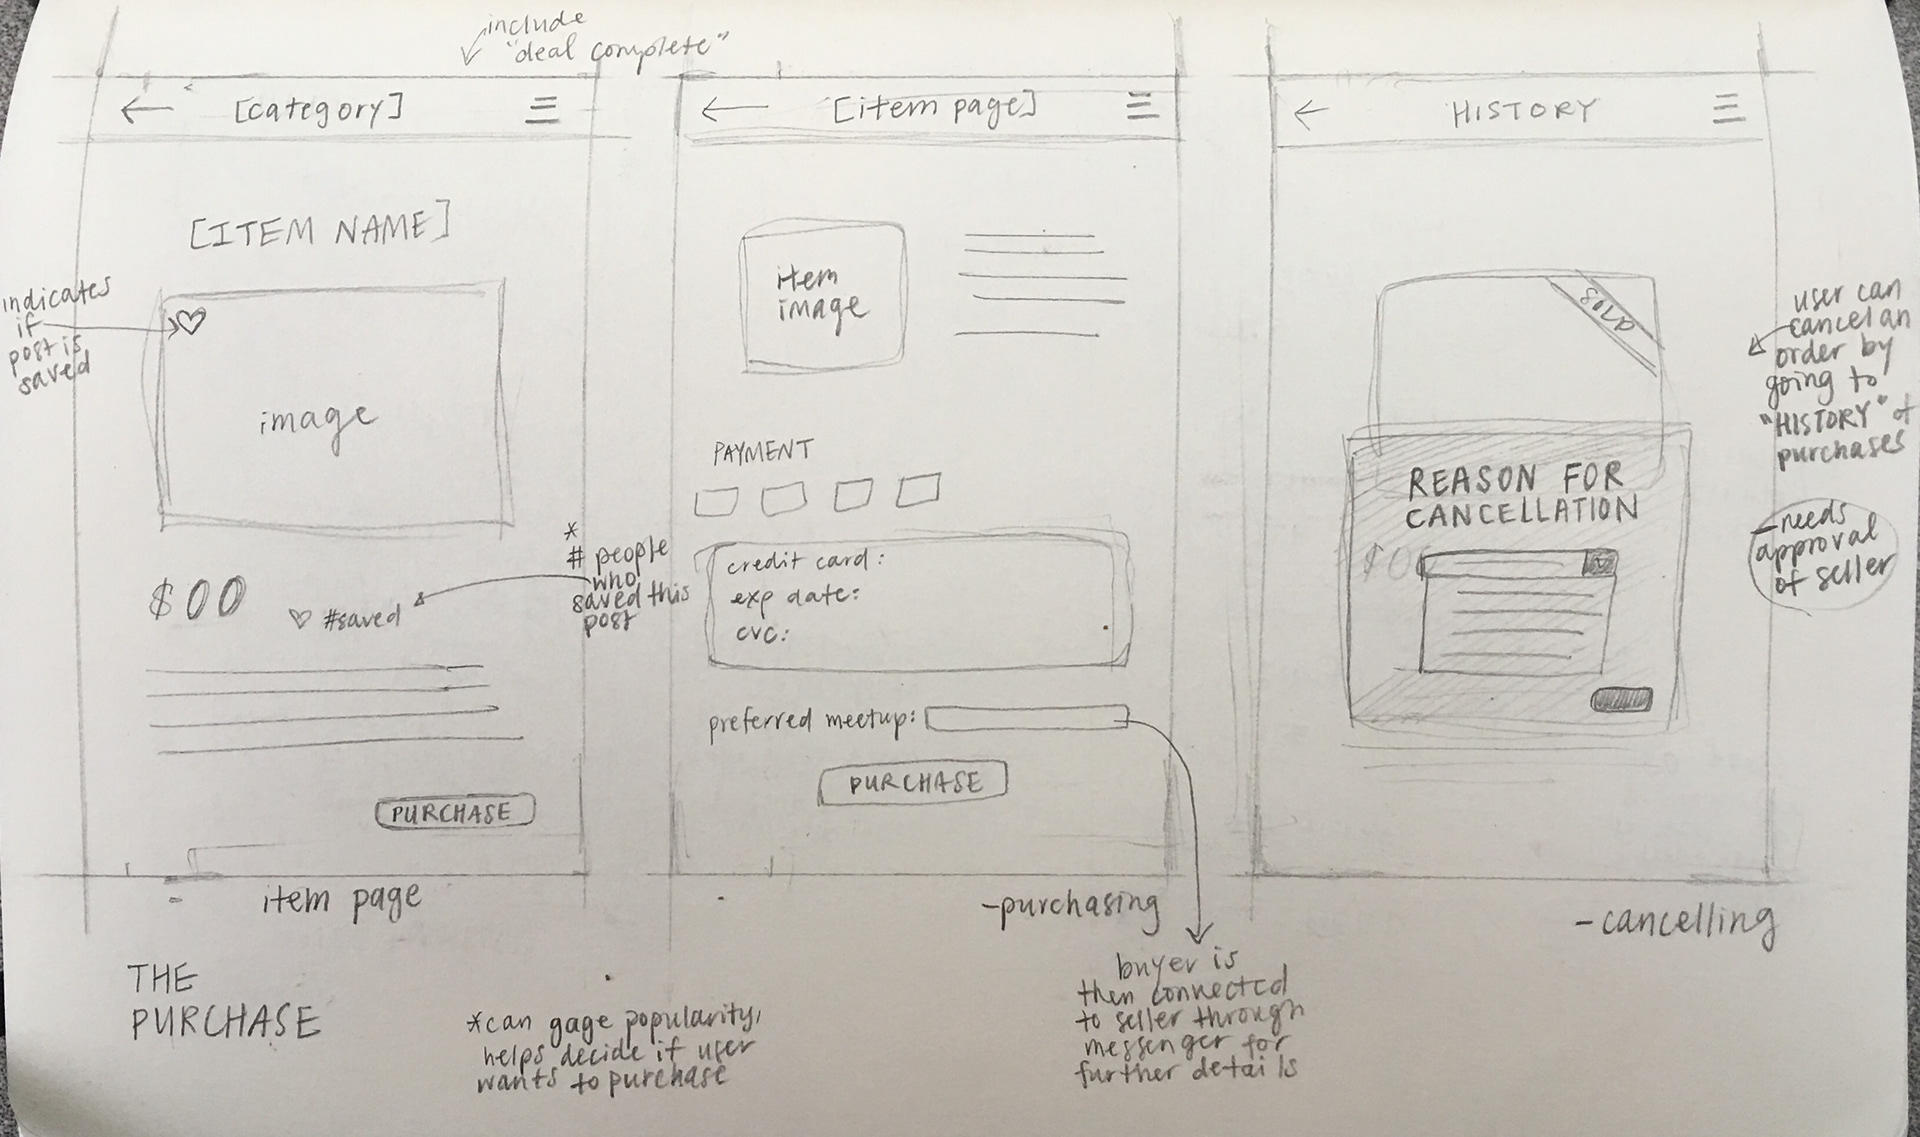 include
"deal complete"
[category]
[ITEM NAME]
indicates
if
post is
saved
image
$00
#saved
*
# people
who
saved this
post
PURCHASE
item page
[item page]
item
image
PAYMENT
credit card:
exp date:
cvc:
preferred meetup:
PURCHASE
-purchasing
buyer is
then connected
to seller through
messenger for
further details
HISTORY
SOLD
REASON FOR
CANCELLATION
$00
user can
cancel an
order by
going to
"HISTORY" of
purchases
-needs
approval
of seller
-cancelling
THE
PURCHASE
*can gage popularity,
helps decide if user
wants to purchase